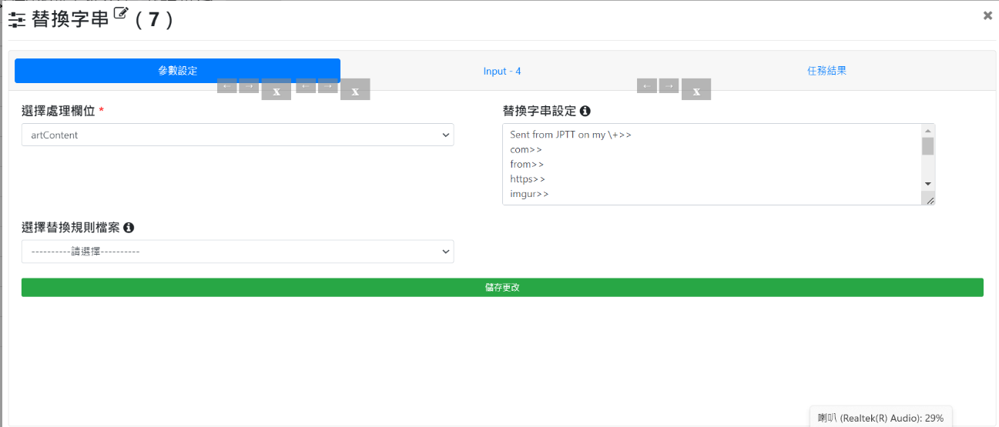 替換字串 ( 7 )
參數設定
Input - 4
任務結果
← → x ← → x
← → x
選擇處理欄位 *
artContent
替換字串設定
Sent from JPTT on my \+>>
com>>
from>>
https>>
imgur>>
選擇替換規則檔案
----------請選擇----------
儲存更改
喇叭 (Realtek(R) Audio): 29%